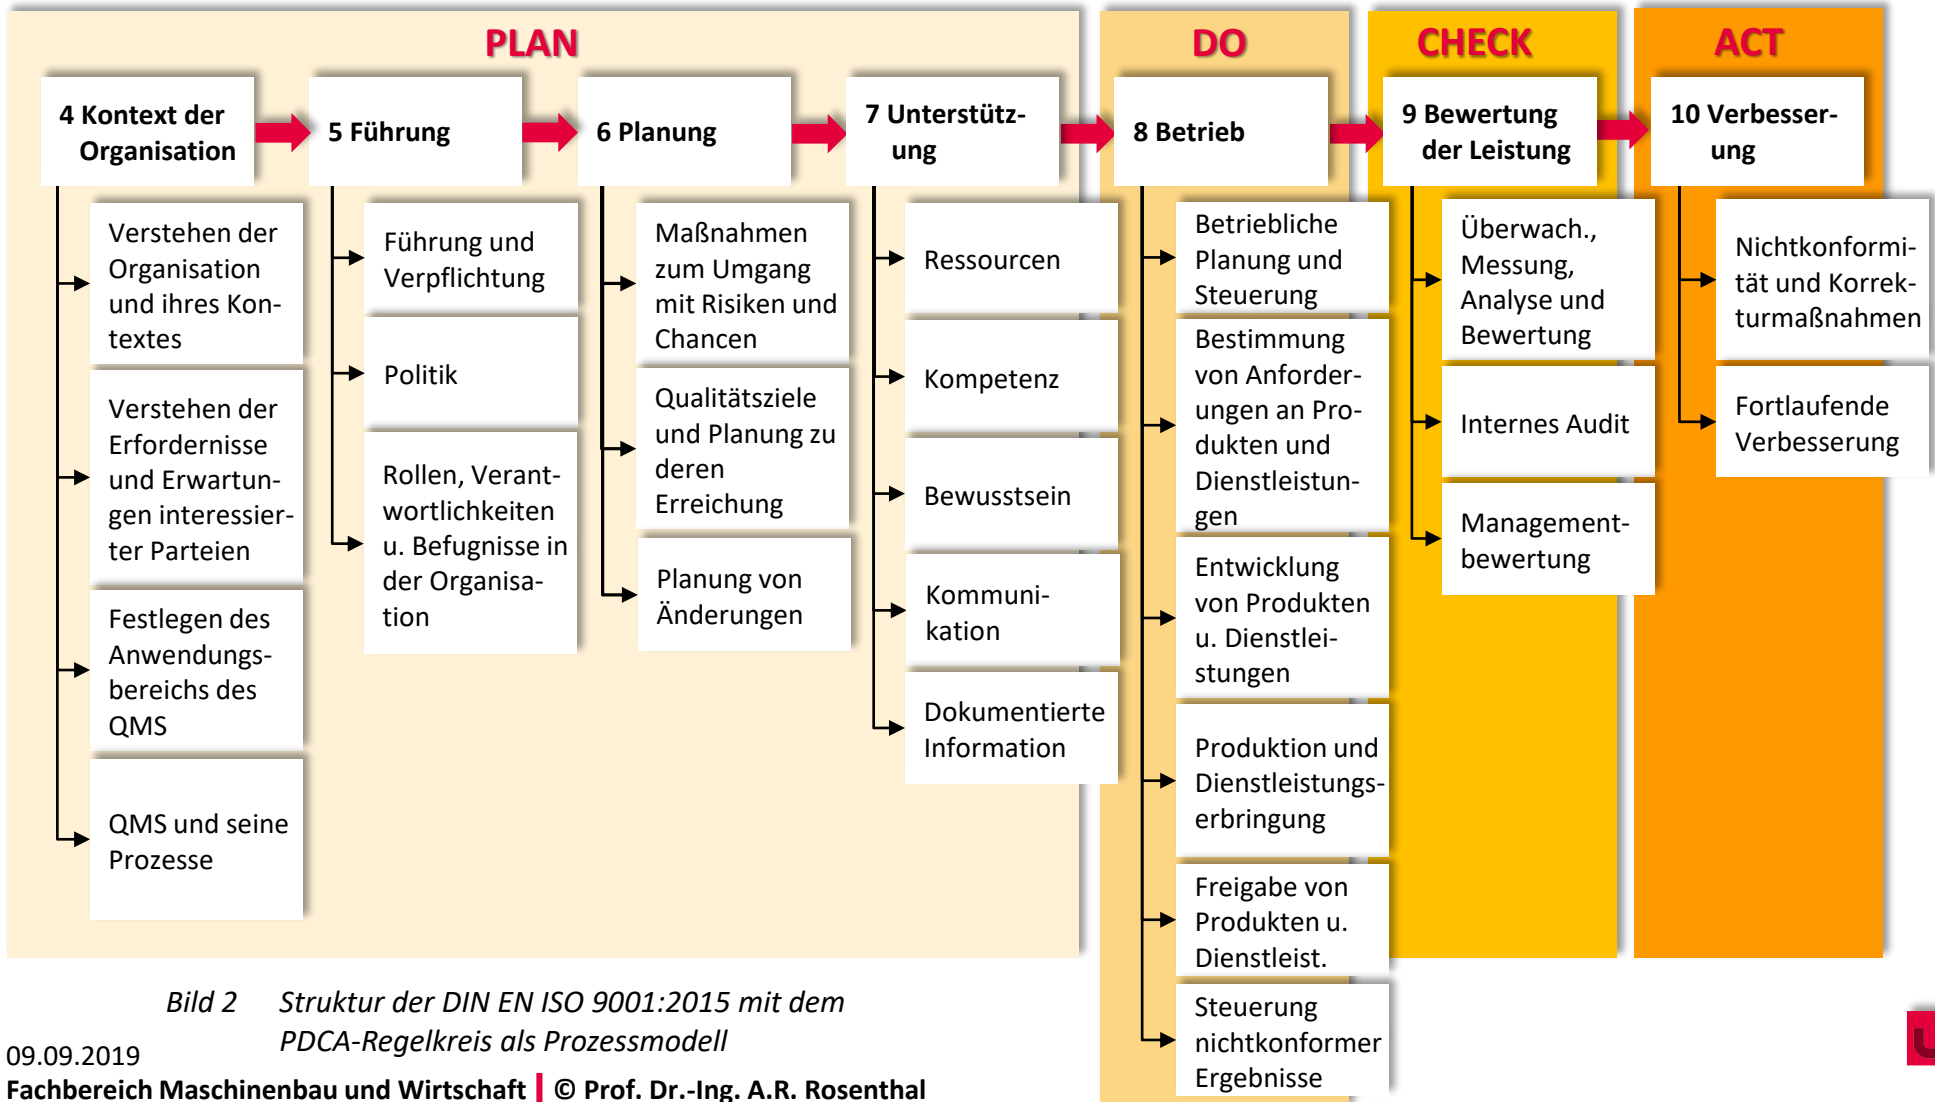 PLAN
DO
CHECK
ACT
4 Kontext der
Organisation
5 Führung
6 Planung
7 Unterstütz-
ung
8 Betrieb
9 Bewertung
der Leistung
10 Verbesser-
ung
Verstehen der
Organisation
und ihres Kon-
textes
Verstehen der
Erfordernisse
und Erwartun-
gen interessier-
ter Parteien
Festlegen des
Anwendungs-
bereichs des
QMS
QMS und seine
Prozesse
Führung und
Verpflichtung
Politik
Rollen, Verant-
wortlichkeiten
u. Befugnisse in
der Organisa-
tion
Maßnahmen
zum Umgang
mit Risiken und
Chancen
Qualitätsziele
und Planung zu
deren
Erreichung
Planung von
Änderungen
Ressourcen
Kompetenz
Bewusstsein
Kommuni-
kation
Dokumentierte
Information
Betriebliche
Planung und
Steuerung
Bestimmung
von Anforder-
ungen an Pro-
dukten und
Dienstleistun-
gen
Entwicklung
von Produkten
u. Dienstlei-
stungen
Produktion und
Dienstleistungs-
erbringung
Freigabe von
Produkten u.
Dienstleist.
Steuerung
nichtkonformer
Ergebnisse
Überwach.,
Messung,
Analyse und
Bewertung
Internes Audit
Management-
bewertung
Nichtkonformi-
tät und Korrek-
turmaßnahmen
Fortlaufende
Verbesserung
Bild 2 Struktur der DIN EN ISO 9001:2015 mit dem
PDCA-Regelkreis als Prozessmodell
09.09.2019
Fachbereich Maschinenbau und Wirtschaft | © Prof. Dr.-Ing. A.R. Rosenthal